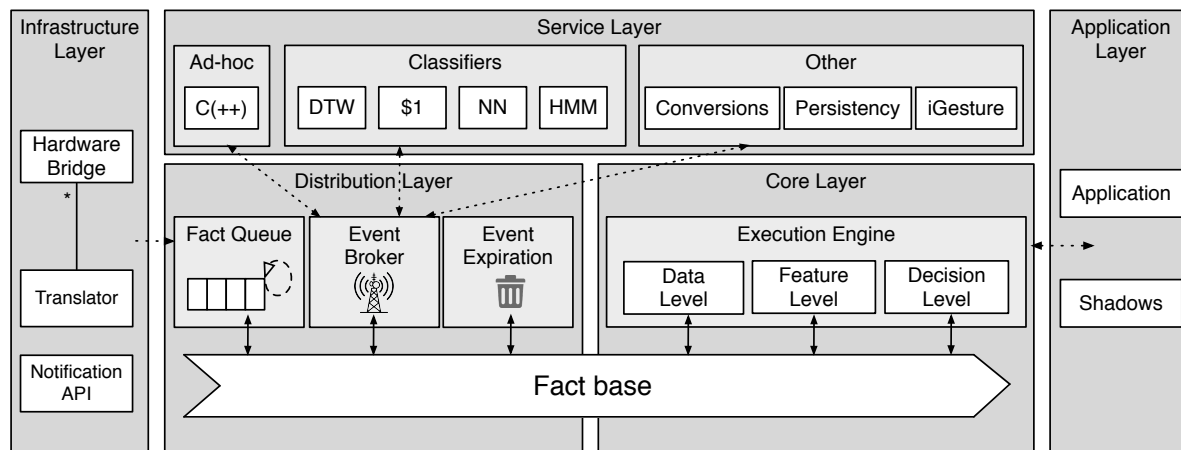 Infrastructure
Layer
Hardware
Bridge
*
Translator
Notification
API
Service Layer
Ad-hoc
C(++)
Classifiers
DTW
$1
NN
HMM
Other
Conversions
Persistency
iGesture
Distribution Layer
Fact Queue
Event
Broker
Event
Expiration
Core Layer
Execution Engine
Data
Level
Feature
Level
Decision
Level
Fact base
Application
Layer
Application
Shadows